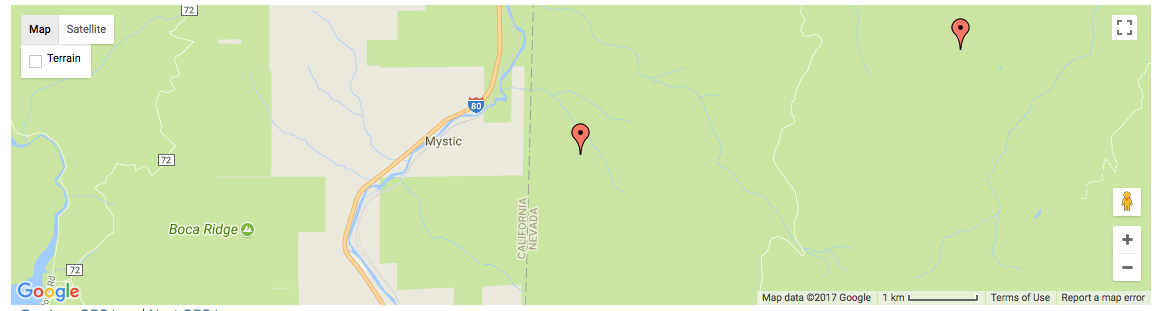 72
Map Satellite
Terrain
80
Mystic
72
Boca Ridge
CALIFORNIA
NEVADA
72
Rd
Google
Map data ©2017 Google 1 km Terms of Use Report a map error